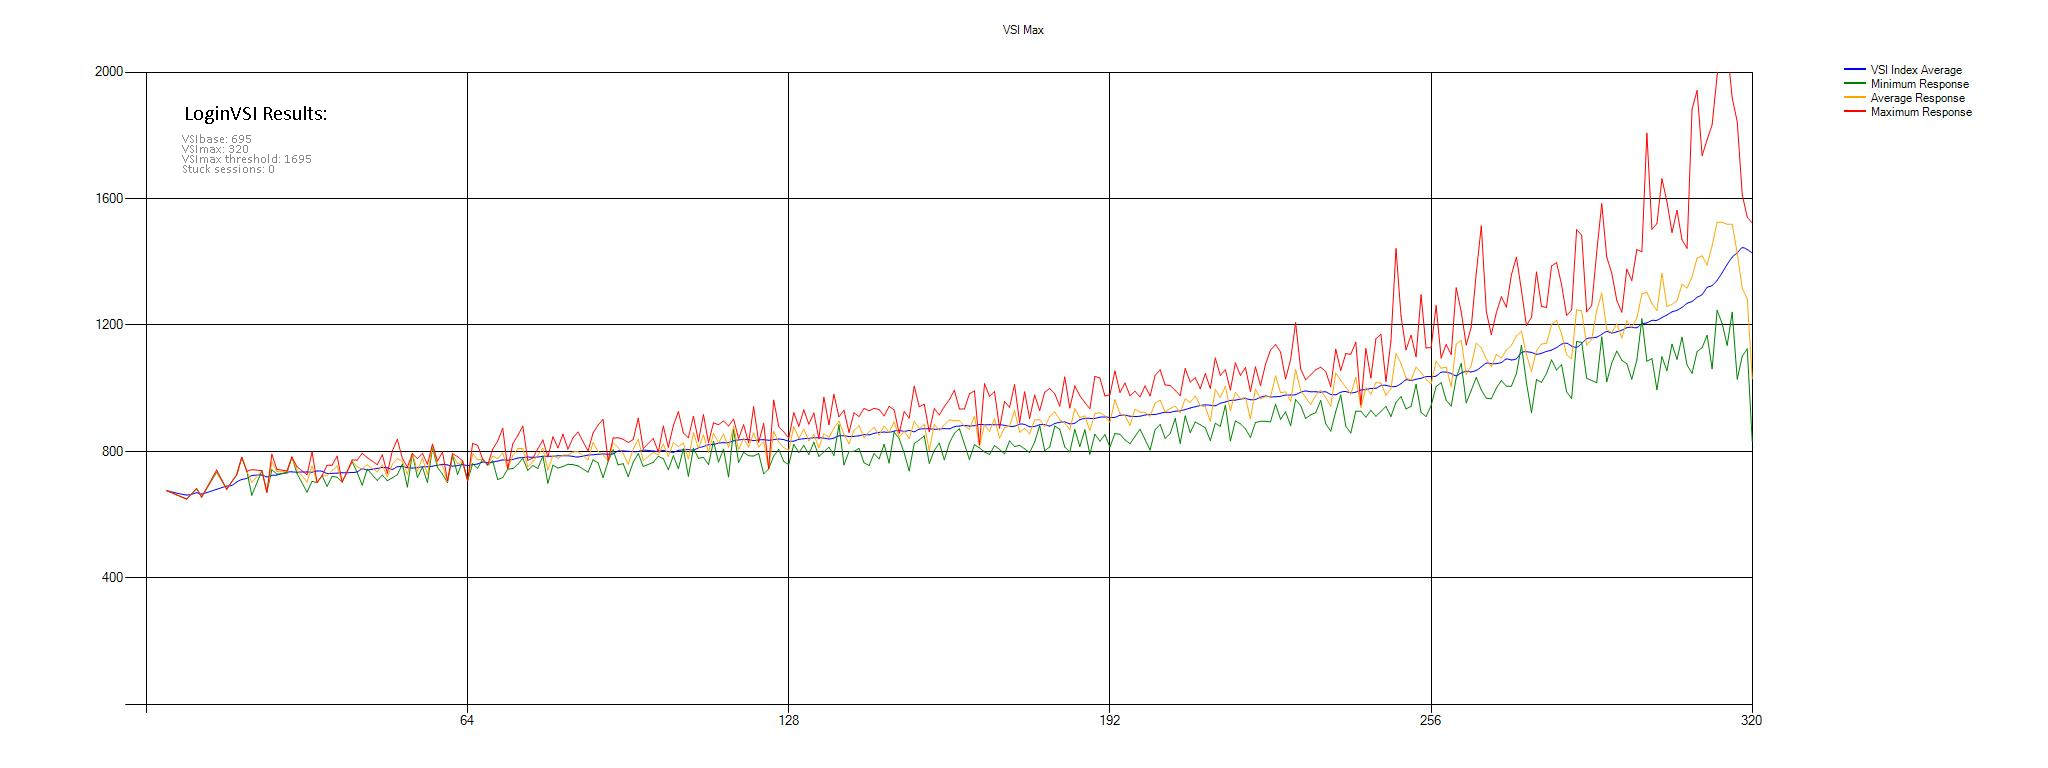 VSI Max
2000
1600
1200
800
400
64
128
192
256
320
LoginVSI Results:
VSIbase: 695
VSImax: 320
VSImax threshold: 1695
Stuck sessions: 0
VSI Index Average
Minimum Response
Average Response
Maximum Response